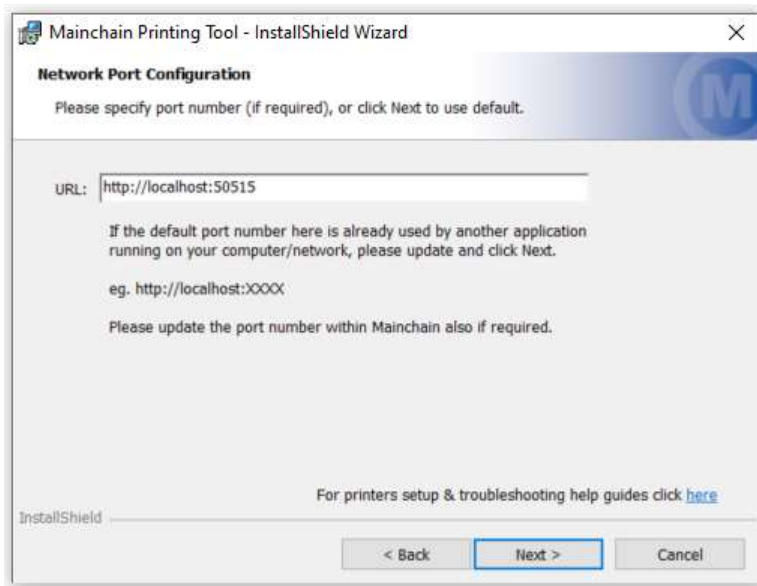 Mainchain Printing Tool - InstallShield Wizard
Network Port Configuration
Please specify port number (if required), or click Next to use default.
M
URL: http://localhost:50515
If the default port number here is already used by another application
running on your computer/network, please update and click Next.
eg. http://localhost:XXXX
Please update the port number within Mainchain also if required.
For printers setup & troubleshooting help guides click here
InstallShield
< Back Next > Cancel